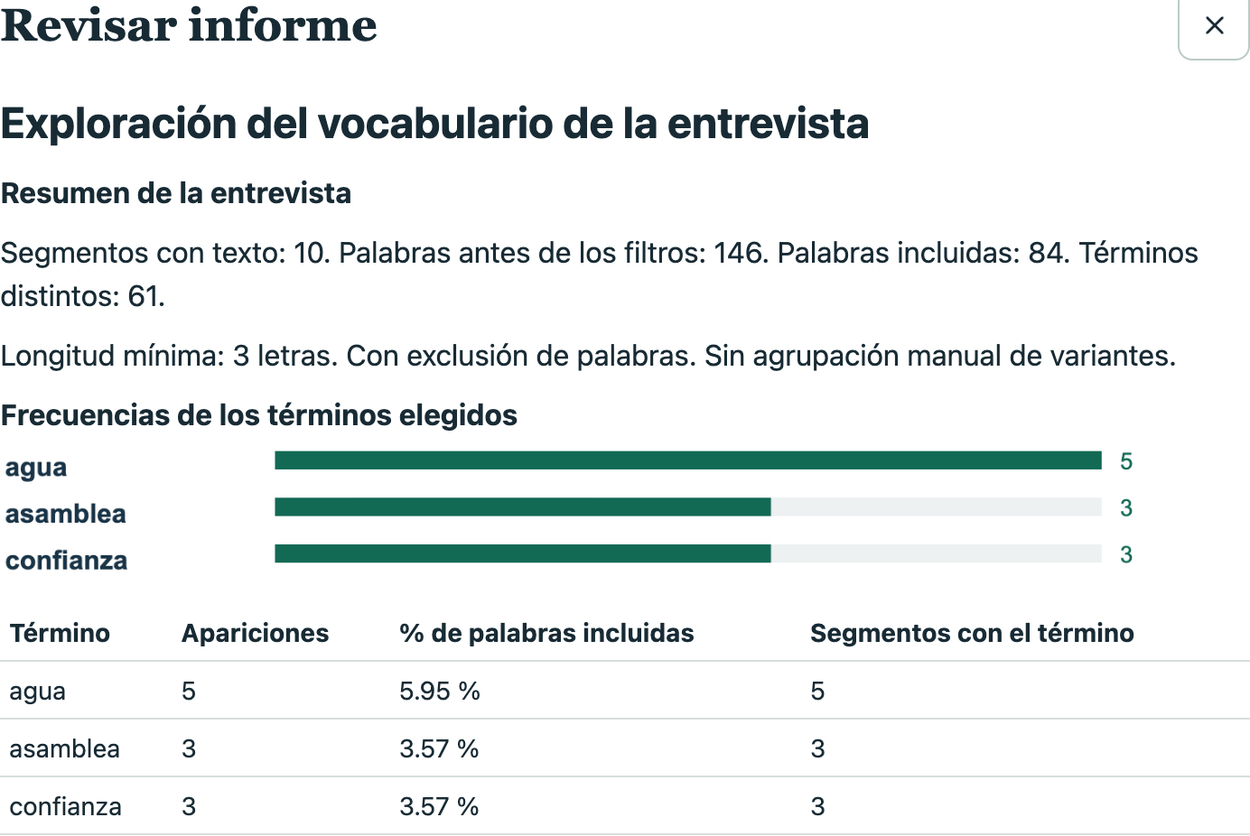 Revisar informe
Exploración del vocabulario de la entrevista
Resumen de la entrevista
Segmentos con texto: 10. Palabras antes de los filtros: 146. Palabras incluidas: 84. Términos
distintos: 61.
Longitud mínima: 3 letras. Con exclusión de palabras. Sin agrupación manual de variantes.
Frecuencias de los términos elegidos
agua 5
asamblea 3
confianza 3
Término Apariciones % de palabras incluidas Segmentos con el término
agua 5 5.95 % 5
asamblea 3 3.57 % 3
confianza 3 3.57 % 3